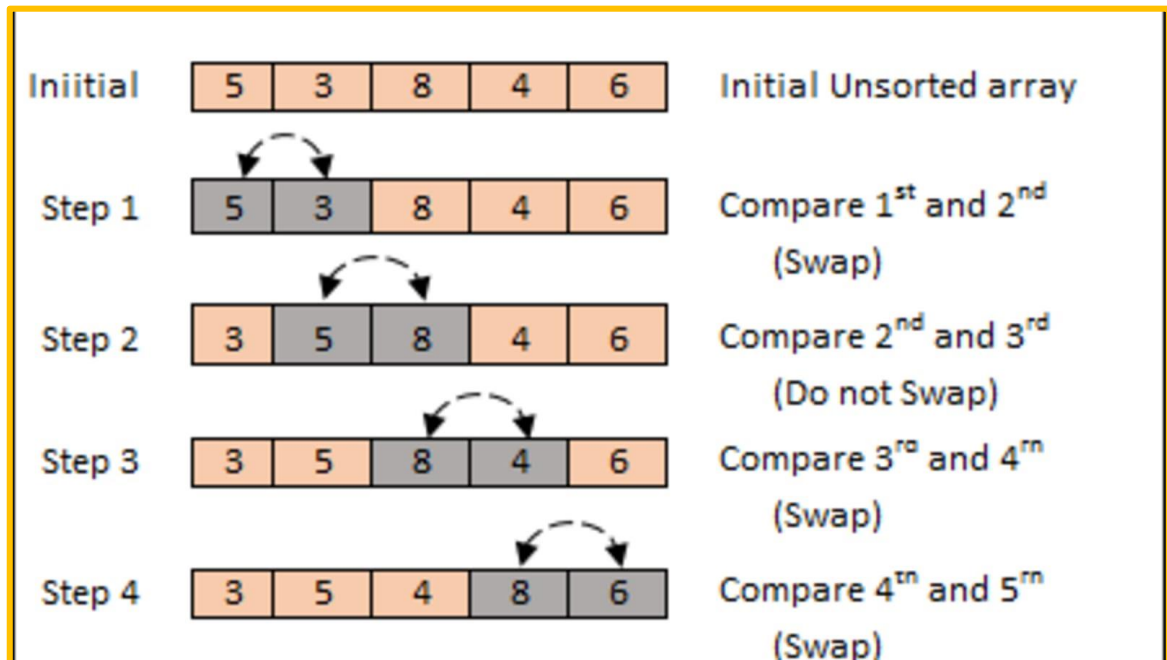 Iniitial 5 3 8 4 6 Initial Unsorted array
Step 1 5 3 8 4 6 Compare 1st and 2nd
(Swap)
Step 2 3 5 8 4 6 Compare 2nd and 3rd
(Do not Swap)
Step 3 3 5 8 4 6 Compare 3rd and 4th
(Swap)
Step 4 3 5 4 8 6 Compare 4th and 5th
(Swap)